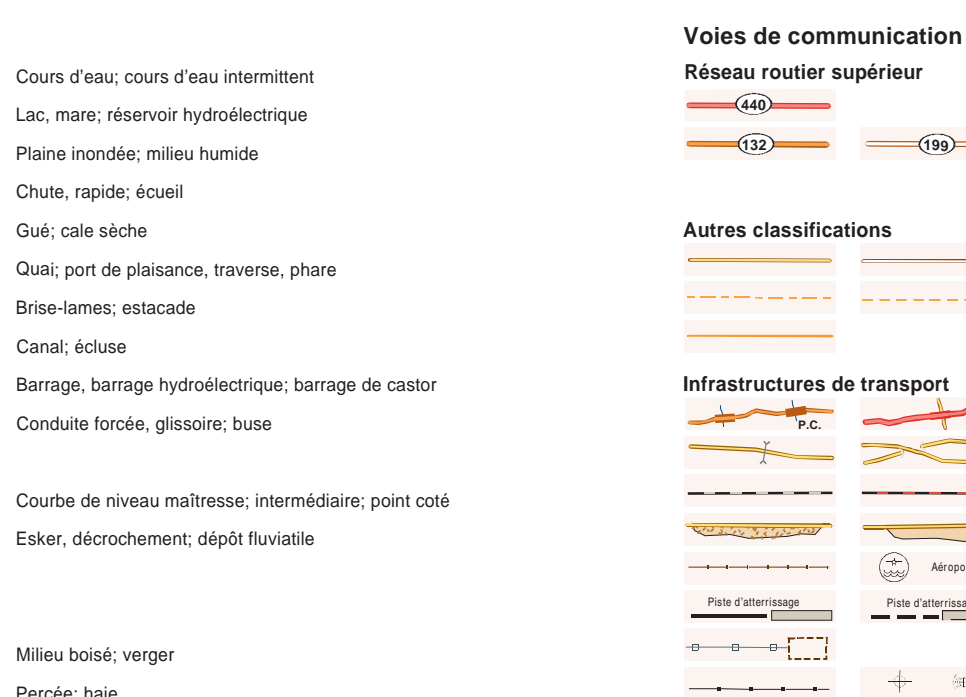 Cours d'eau; cours d'eau intermittent
Lac, mare; réservoir hydroélectrique
Plaine inondée; milieu humide
Chute, rapide; écueil
Gué; cale sèche
Quai; port de plaisance, traverse, phare
Brise-lames; estacade
Canal; écluse
Barrage, barrage hydroélectrique; barrage de castor
Conduite forcée, glissoire; buse
Courbe de niveau maîtresse; intermédiaire; point coté
Esker, décrochement; dépôt fluviatile
Milieu boisé; verger
Percée; haie
Voies de communication
Réseau routier supérieur
440
132 199
Autres classifications
Infrastructures de transport
P.C.
Aéropo
Piste d'atterrissage Piste d'atterrissa